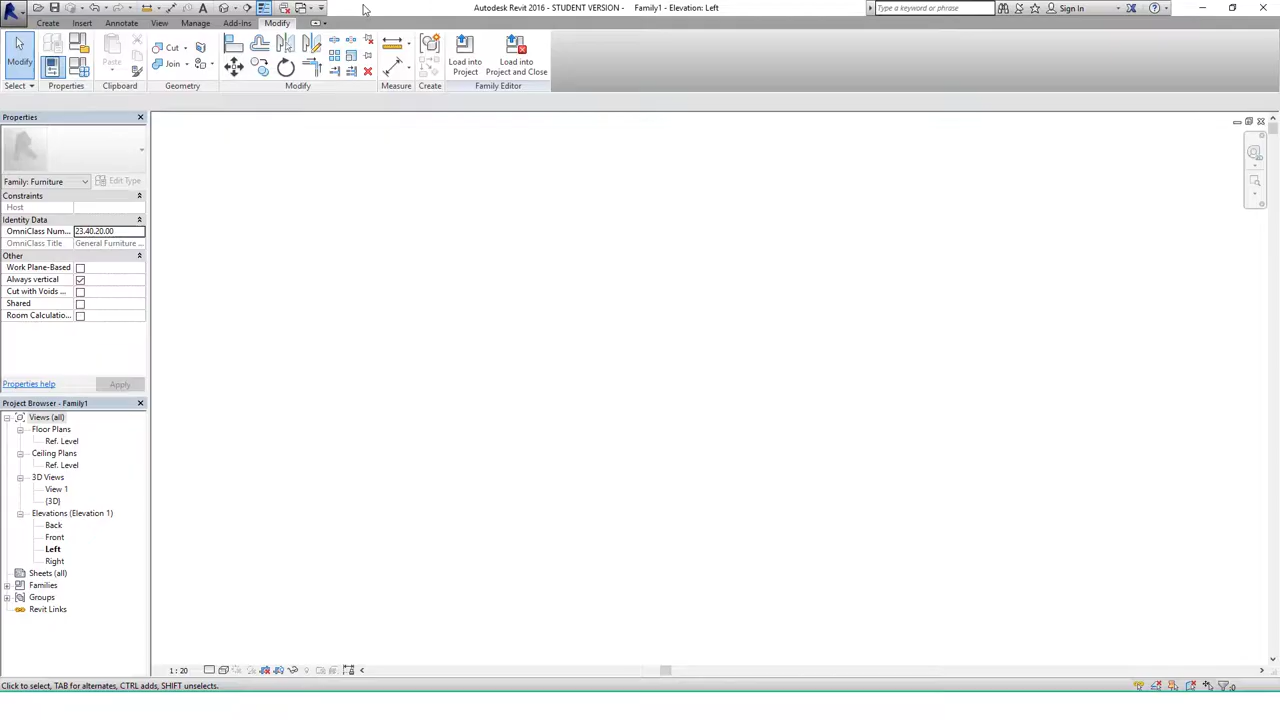 Autodesk Revit 2016 - STUDENT VERSION - Family1 - Elevation: Left
Type a keyword or phrase
Sign In
Create Insert Annotate View Manage Add-Ins Modify
Modify
Paste
Cut
Join
Load into Project
Load into Project and Close
Select Properties Clipboard Geometry Modify Measure Create Family Editor
Properties
Family: Furniture
Edit Type
Constraints
Host
Identity Data
OmniClass Num... 23.40.20.00
OmniClass Title General Furniture ...
Other
Work Plane-Based
Always vertical
Cut with Voids ...
Shared
Room Calculatio...
Properties help
Apply
Project Browser - Family1
Views (all)
Floor Plans
Ref. Level
Ceiling Plans
Ref. Level
3D Views
View 1
{3D}
Elevations (Elevation 1)
Back
Front
Left
Right
Sheets (all)
Families
Groups
Revit Links
1 : 20
Click to select, TAB for alternates, CTRL adds, SHIFT unselects.
:0